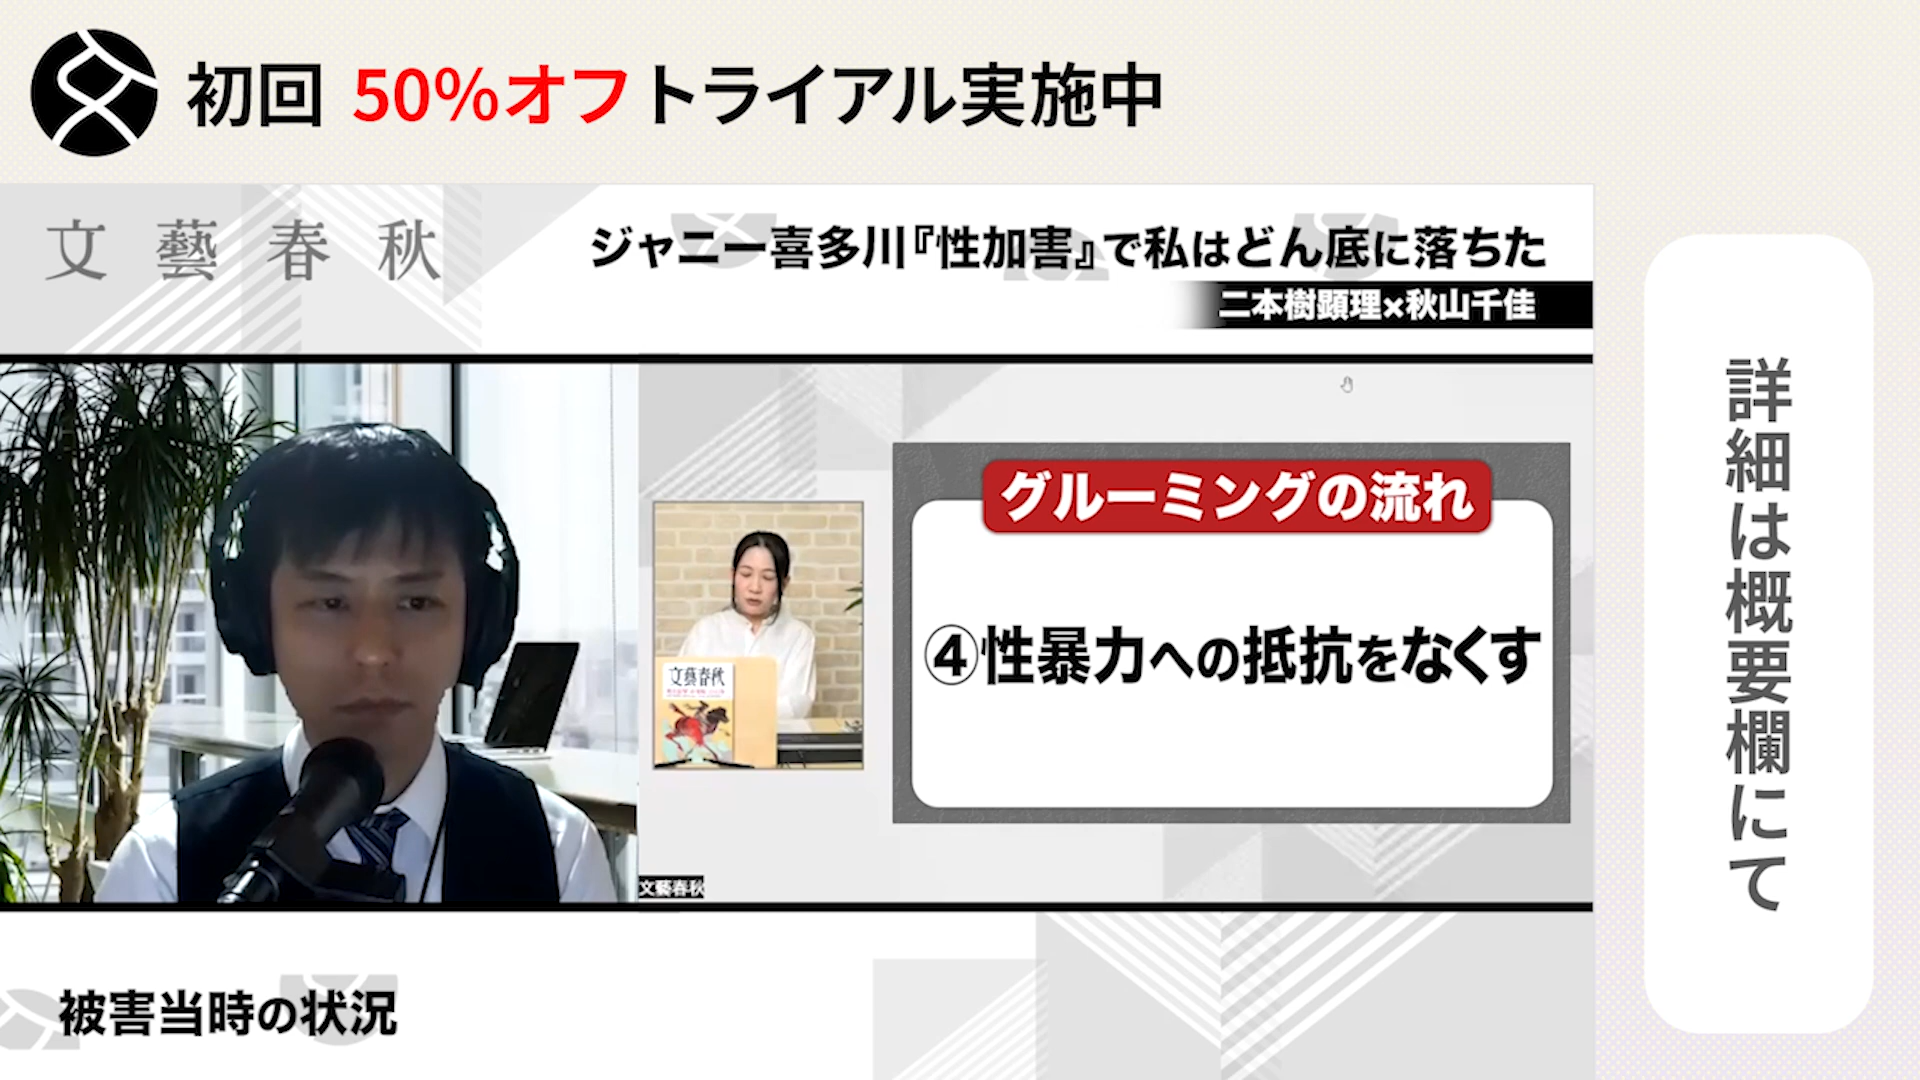 初回 50%オフトライアル実施中
文藝春秋
ジャニー喜多川『性加害』で私はどん底に落ちた
二本樹顕理×秋山千佳
グルーミングの流れ
④性暴力への抵抗をなくす
文藝春秋
文藝春秋
被害当時の状況
詳細は概要欄にて